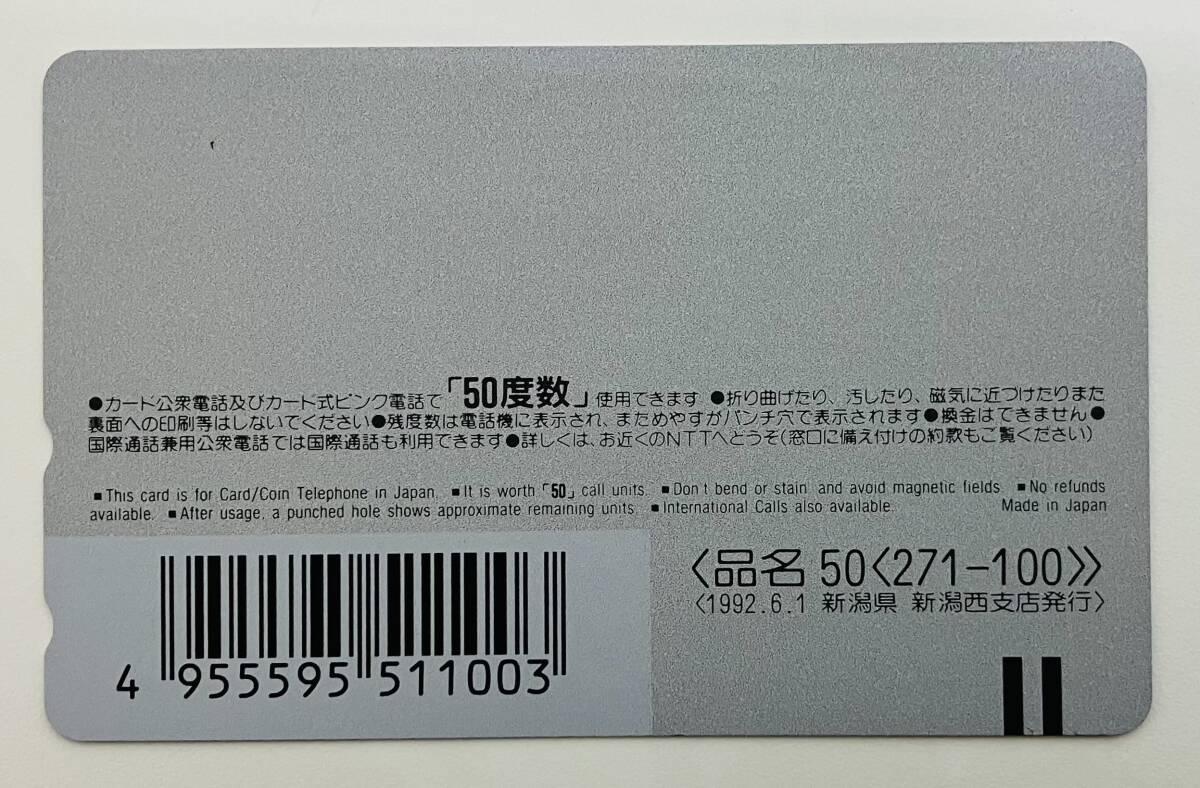 ●カード公衆電話及びカード式ピンク電話で「50度数」使用できます ●折り曲げたり、汚したり、磁気に近づけたりまた
裏面への印刷等はしないでください●残度数は電話機に表示され、まためやすがパンチ穴で表示されます●換金はできません●
国際通話兼用公衆電話では国際通話も利用できます●詳しくは、お近くのNTTへどうぞ(窓口に備え付けの約款もご覧ください)
■This card is for Card/Coin Telephone in Japan. ■It is worth「50」call units. ■Don't bend or stain and avoid magnetic fields ■No refunds
available. ■After usage, a punched hole shows approximate remaining units ■International Calls also available. Made in Japan
〈品名 50〈271-100〉〉
〈1992.6.1 新潟県 新潟西支店発行〉
4 955595 511003